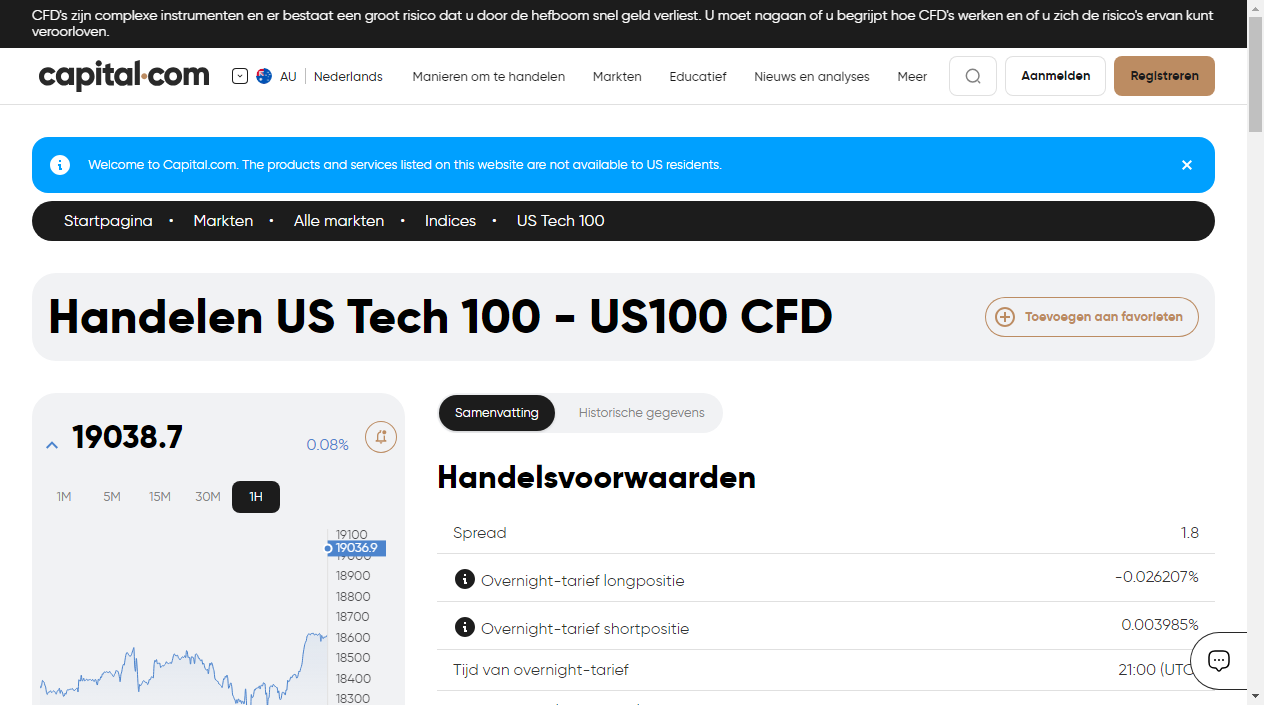 CFD's zijn complexe instrumenten en er bestaat een groot risico dat u door de hefboom snel geld verliest. U moet nagaan of u begrijpt hoe CFD's werken en of u zich de risico's ervan kunt
veroorloven.
capital.com AU Nederlands Manieren om te handelen Markten Educatief Nieuws en analyses Meer Aanmelden Registreren
Welcome to Capital.com. The products and services listed on this website are not available to US residents.
Startpagina • Markten • Alle markten • Indices • US Tech 100
Handelen US Tech 100 - US100 CFD
Toevoegen aan favorieten
19038.7
0.08%
1M 5M 15M 30M 1H
19100
19036.9
18900
18800
18700
18600
18500
18400
18300
Samenvatting Historische gegevens
Handelsvoorwaarden
Spread 1.8
Overnight-tarief longpositie -0.026207%
Overnight-tarief shortpositie 0.003985%
Tijd van overnight-tarief 21:00 (UTC